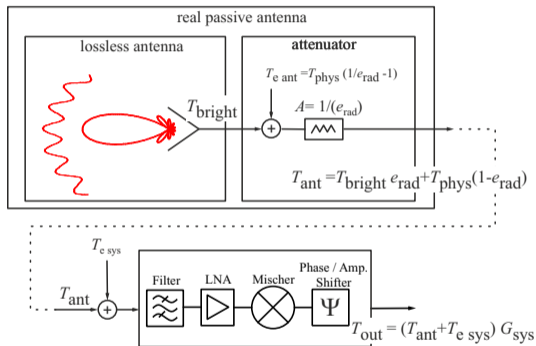 real passive antenna
lossless antenna
attenuator
T_e ant =T_phys (1/e_rad -1)
T_bright
A= 1/(e_rad)
T_ant =T_bright e_rad+T_phys(1-e_rad)
T_e sys
T_ant
Filter
LNA
Mischer
Phase / Amp.
Shifter
Ψ
T_out = (T_ant+T_e sys) G_sys